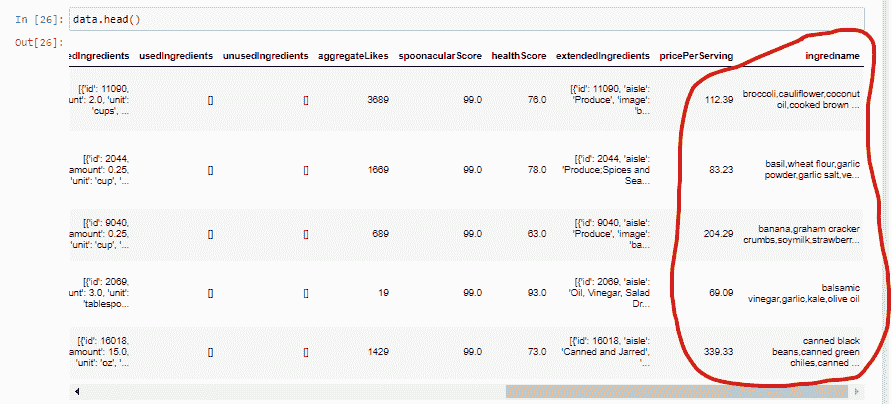 In [26]: data.head()
Out[26]:
edIngredients usedIngredients unusedIngredients aggregateLikes spoonacularScore healthScore extendedIngredients pricePerServing ingredname
[{'id': 11090, [{'id': 11090, 'aisle':
unt': 2.0, 'unit': [] [] 3689 99.0 76.0 'Produce', 'image': 112.39 broccoli,cauliflower,coconut
'cups', ... 'b... oil,cooked brown ...
[{'id': 2044, [{'id': 2044, 'aisle':
amount': 0.25, [] [] 1669 99.0 78.0 'Produce;Spices and 83.23 basil,wheat flour,garlic
'unit': 'cup', '... Sea... powder,garlic salt,ve...
[{'id': 9040, [{'id': 9040, 'aisle':
amount': 0.25, [] [] 689 99.0 63.0 'Produce', 'image': 204.29 banana,graham cracker
'unit': 'cup', '... 'ba... crumbs,soymilk,strawberr...
[{'id': 2069, [{'id': 2069, 'aisle': balsamic
unt': 3.0, 'unit': [] [] 19 99.0 93.0 'Oil, Vinegar, Salad 69.09 vinegar,garlic,kale,olive oil
'tablespo... Dr...
[{'id': 16018, [{'id': 16018, 'aisle': canned black
amount': 15.0, [] [] 1429 99.0 73.0 'Canned and Jarred', 339.33 beans,canned green
'unit': 'oz', '... '... chiles,canned ...